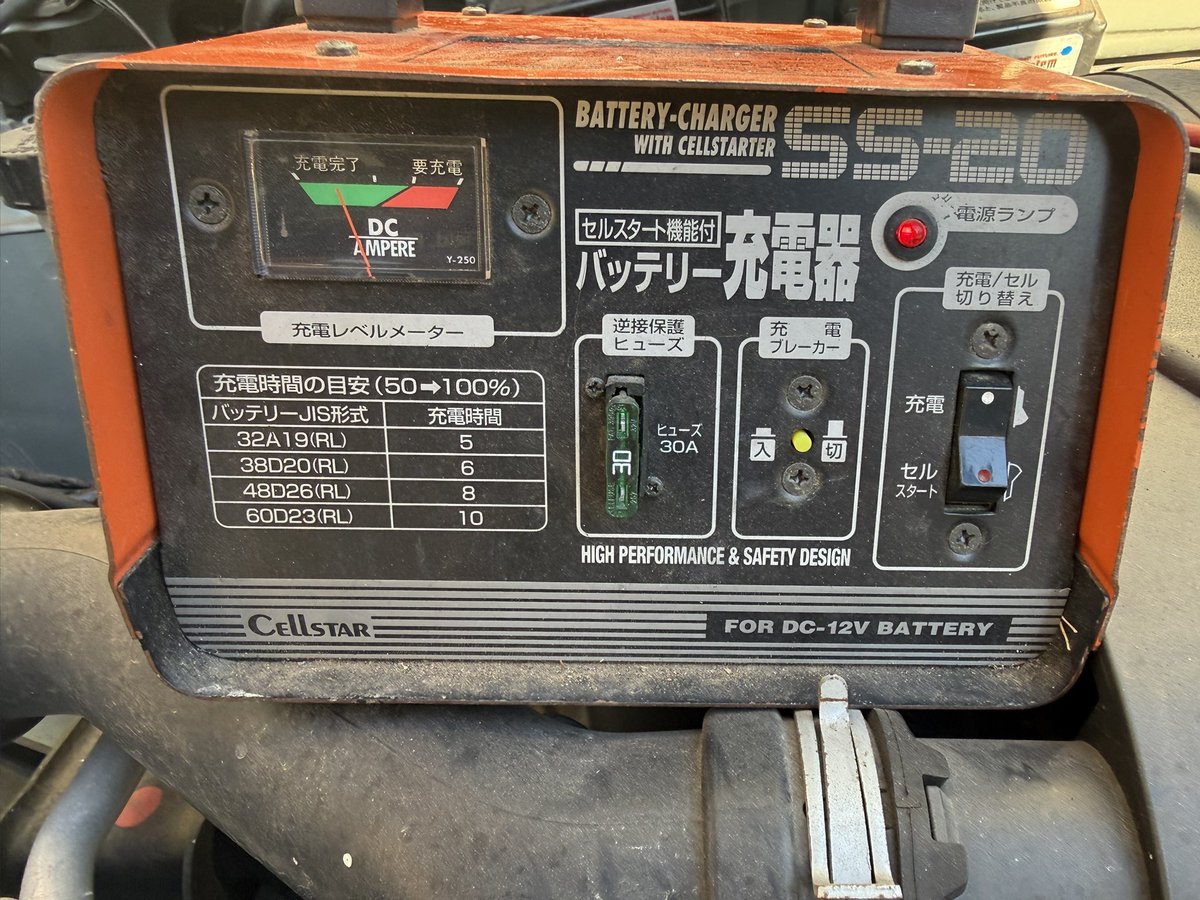 充電完了 要充電
DC
AMPERE
Y-250
充電レベルメーター
BATTERY-CHARGER
WITH CELLSTARTER
SS-20
セルスタート機能付
バッテリー充電器
電源ランプ
充電時間の目安(50➡100%)
バッテリーJIS形式 充電時間
32A19(RL) 5
38D20(RL) 6
48D26(RL) 8
60D23(RL) 10
逆接保護
ヒューズ
30
ヒューズ
30A
充電
ブレーカー
入 切
充電/セル
切り替え
充電
セル
スタート
HIGH PERFORMANCE & SAFETY DESIGN
CELLSTAR
FOR DC-12V BATTERY